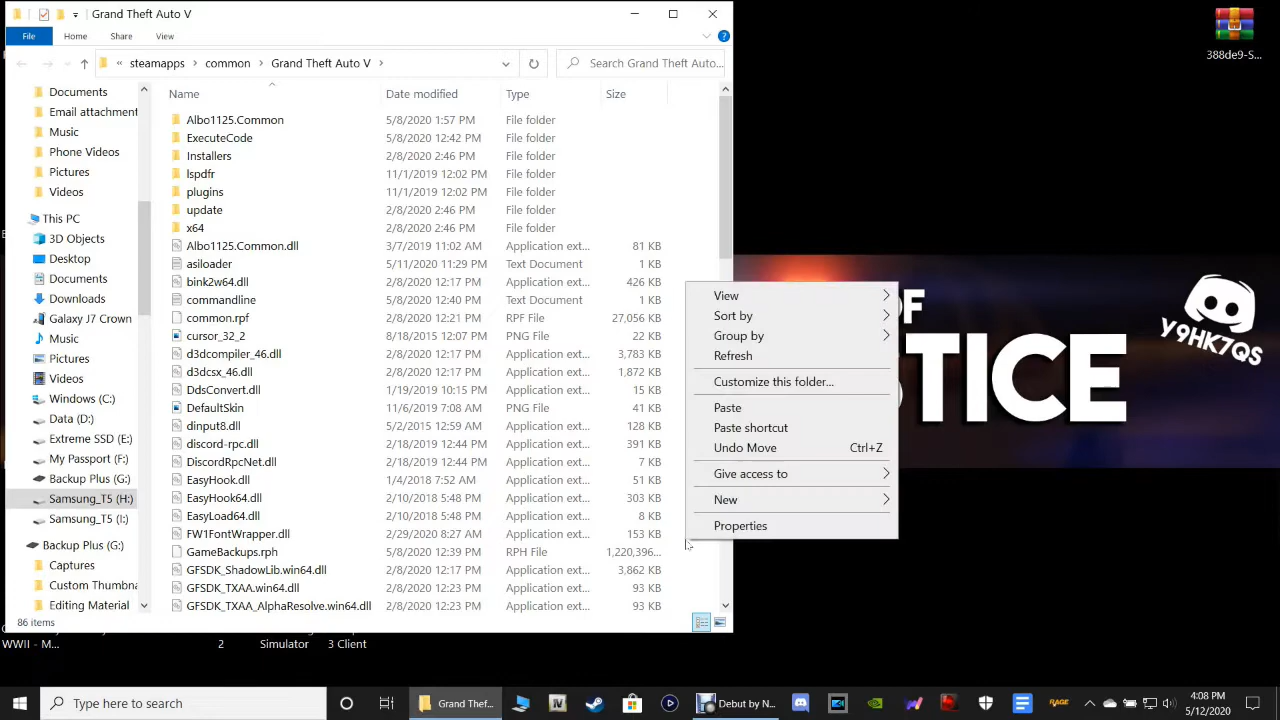 Grand Theft Auto V
File Home Share View
« steamapps › common › Grand Theft Auto V ›
Search Grand Theft Auto...
388de9-S...
Documents
Email attachment
Music
Phone Videos
Pictures
Videos
This PC
3D Objects
Desktop
Documents
Downloads
Galaxy J7 Crown
Music
Pictures
Videos
Windows (C:)
Data (D:)
Extreme SSD (E:)
My Passport (F:)
Backup Plus (G:)
Samsung_T5 (H:)
Samsung_T5 (I:)
Backup Plus (G:)
Captures
Custom Thumbna
Editing Material
Name Date modified Type Size
Albo1125.Common 5/8/2020 1:57 PM File folder
ExecuteCode 5/8/2020 12:42 PM File folder
Installers 2/8/2020 2:46 PM File folder
lspdfr 11/1/2019 12:02 PM File folder
plugins 11/1/2019 12:02 PM File folder
update 2/8/2020 2:46 PM File folder
x64 2/8/2020 2:46 PM File folder
Albo1125.Common.dll 3/7/2019 11:02 AM Application ext... 81 KB
asiloader 5/11/2020 11:29 PM Text Document 1 KB
bink2w64.dll 2/8/2020 12:17 PM Application ext... 426 KB
commandline 5/8/2020 12:40 PM Text Document 1 KB
common.rpf 2/8/2020 12:21 PM RPF File 27,056 KB
cursor_32_2 8/18/2015 12:07 PM PNG File 22 KB
d3dcompiler_46.dll 2/8/2020 12:17 PM Application ext... 3,783 KB
d3dcsx_46.dll 2/8/2020 12:17 PM Application ext... 1,872 KB
DdsConvert.dll 1/19/2019 10:15 PM Application ext... 15 KB
DefaultSkin 11/6/2019 7:08 AM PNG File 41 KB
dinput8.dll 5/2/2015 12:59 AM Application ext... 128 KB
discord-rpc.dll 2/18/2019 12:44 PM Application ext... 391 KB
DiscordRpcNet.dll 2/18/2019 12:44 PM Application ext... 7 KB
EasyHook.dll 1/4/2018 7:52 AM Application ext... 51 KB
EasyHook64.dll 2/10/2018 5:48 PM Application ext... 303 KB
EasyLoad64.dll 2/10/2018 5:48 PM Application ext... 8 KB
FW1FontWrapper.dll 2/29/2020 8:27 AM Application ext... 153 KB
GameBackups.rph 5/8/2020 12:39 PM RPH File 1,220,396...
GFSDK_ShadowLib.win64.dll 2/8/2020 12:17 PM Application ext... 3,862 KB
GFSDK_TXAA.win64.dll 2/8/2020 12:23 PM Application ext... 93 KB
GFSDK_TXAA_AlphaResolve.win64.dll 2/8/2020 12:23 PM Application ext... 93 KB
86 items
View
Sort by
Group by
Refresh
Customize this folder...
Paste
Paste shortcut
Undo Move Ctrl+Z
Give access to
New
Properties
OF
TICE
Y9HK7QS
WWII - M... 2 Simulator 3 Client
Type here to search
Grand Thef...
Debut by N...
RAGE
4:08 PM
5/12/2020